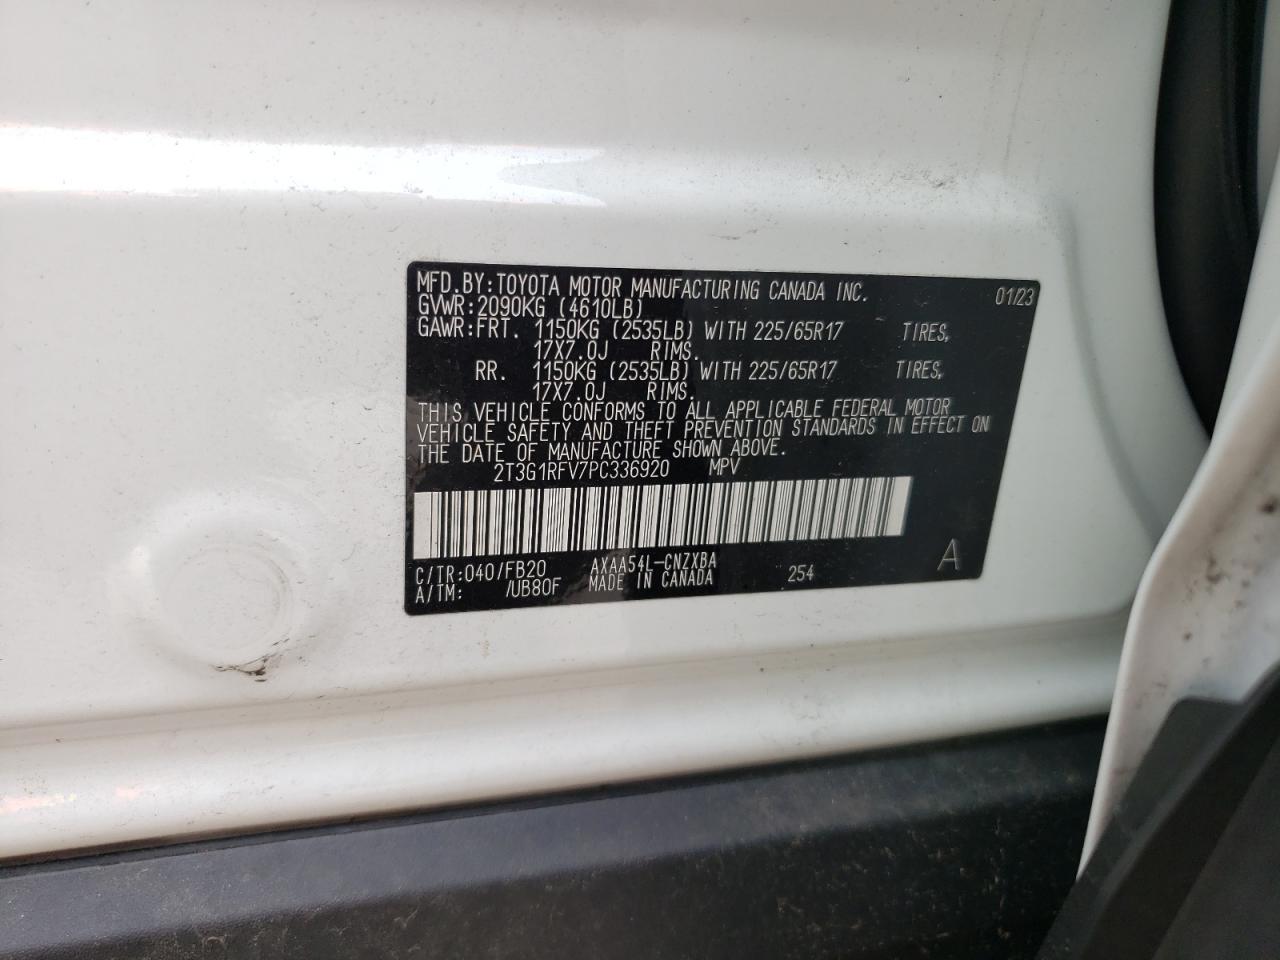 MFD.BY:TOYOTA MOTOR MANUFACTURING CANADA INC. 01/23
GVWR:2090KG (4610LB)
GAWR:FRT. 1150KG (2535LB) WITH 225/65R17 TIRES,
17X7.0J RIMS.
RR. 1150KG (2535LB) WITH 225/65R17 TIRES,
17X7.0J RIMS.
THIS VEHICLE CONFORMS TO ALL APPLICABLE FEDERAL MOTOR
VEHICLE SAFETY AND THEFT PREVENTION STANDARDS IN EFFECT ON
THE DATE OF MANUFACTURE SHOWN ABOVE.
2T3G1RFV7PC336920 MPV
C/TR:040/FB20 AXAA54L-CNZXBA 254 A
A/TM: /UB80F MADE IN CANADA